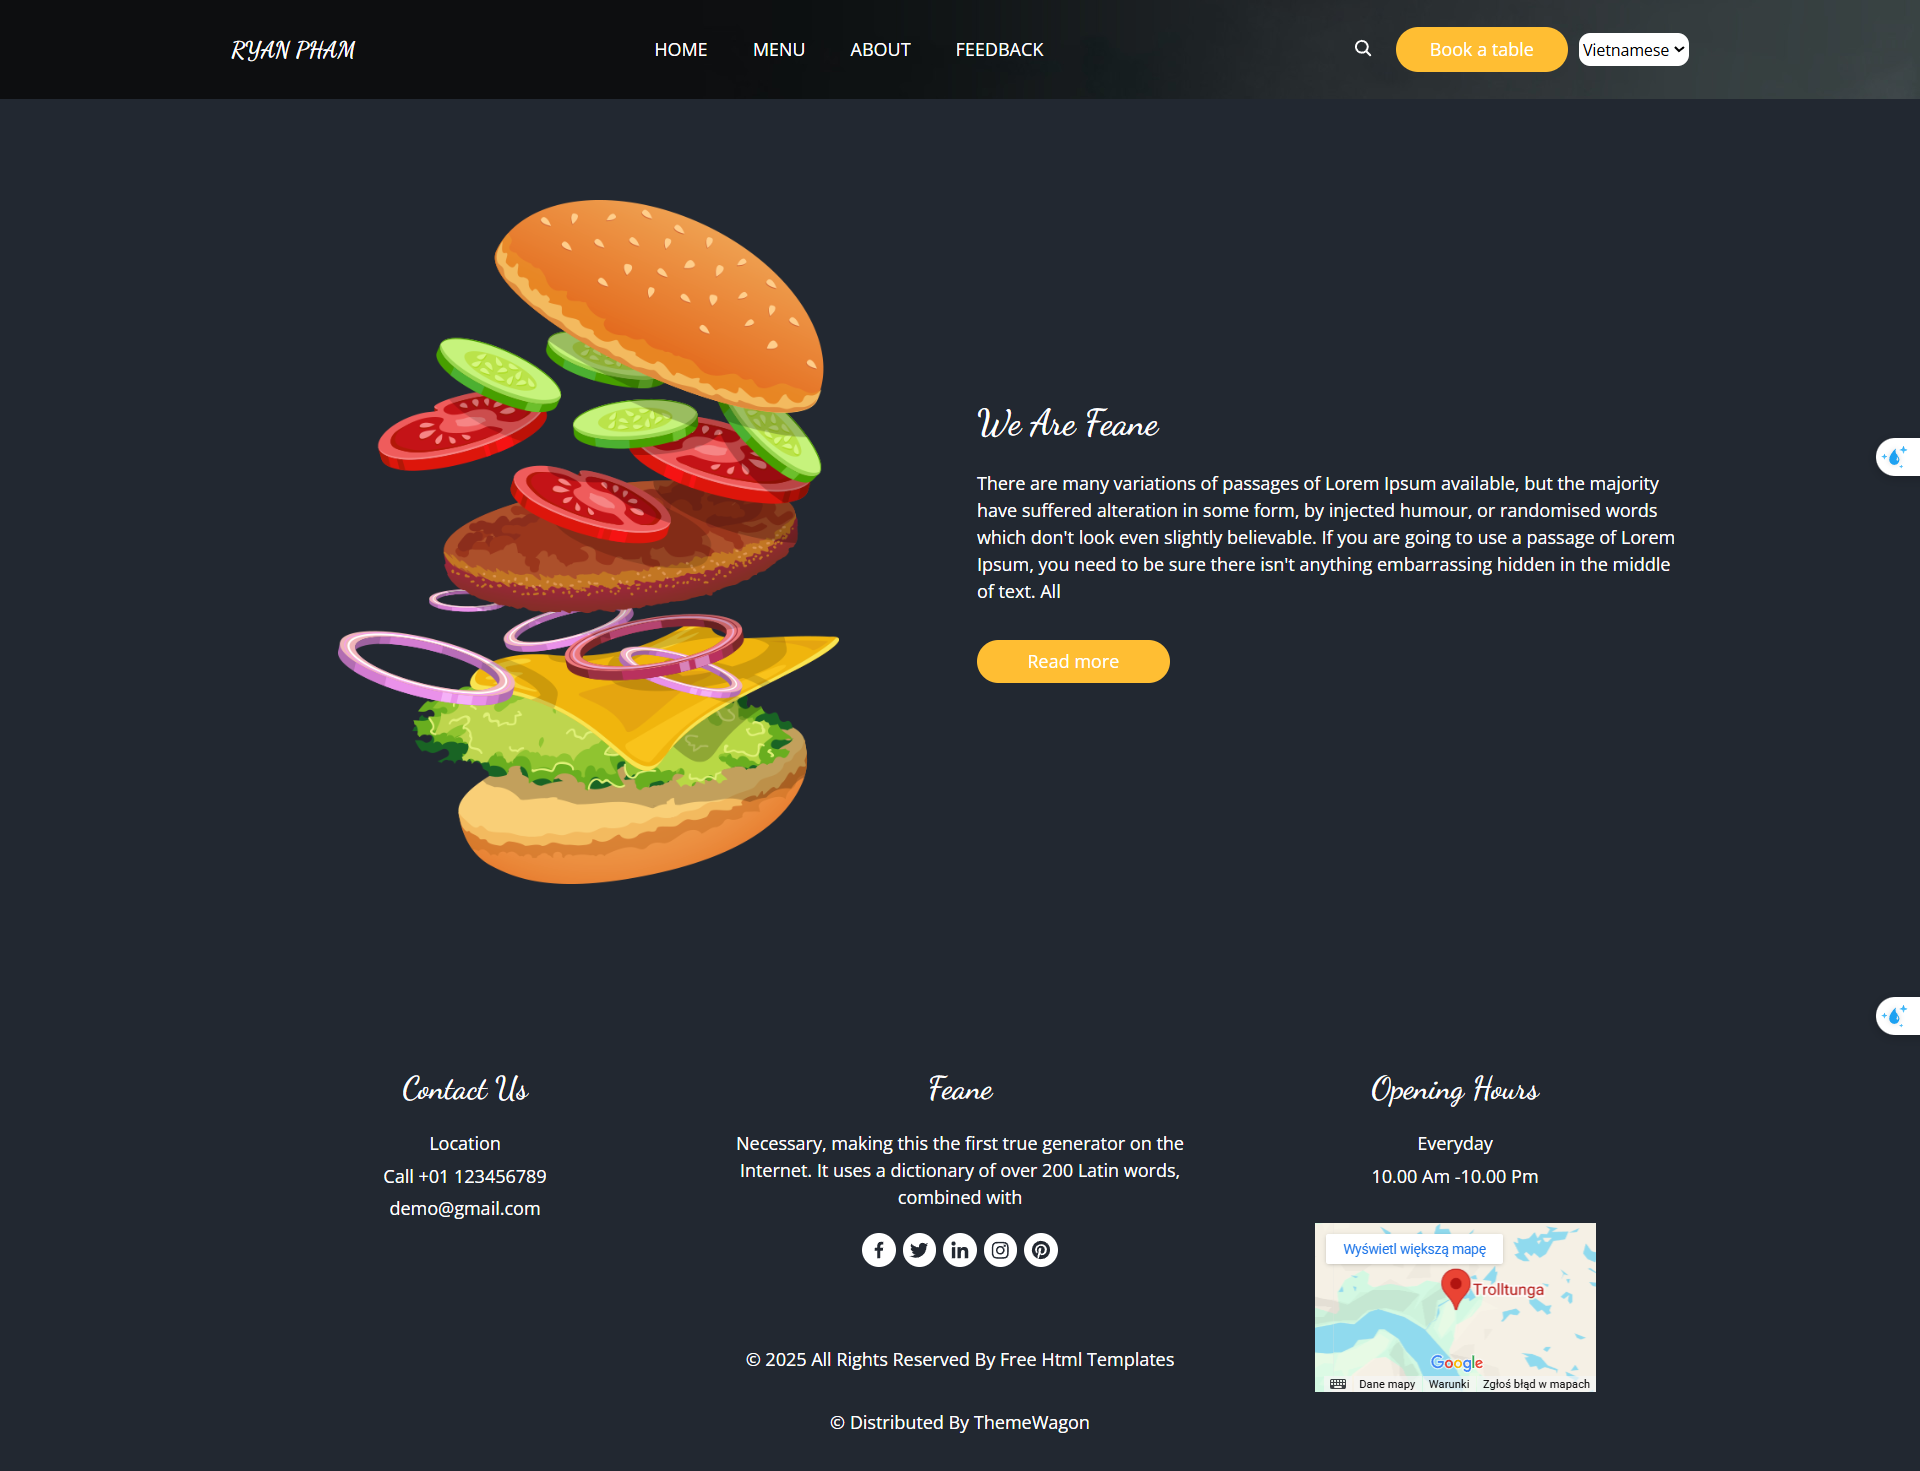 RYAN PHAM
HOME
MENU
ABOUT
FEEDBACK
Book a table
Vietnamese
We Are Feane
There are many variations of passages of Lorem Ipsum available, but the majority
have suffered alteration in some form, by injected humour, or randomised words
which don't look even slightly believable. If you are going to use a passage of Lorem
Ipsum, you need to be sure there isn't anything embarrassing hidden in the middle
of text. All
Read more
Contact Us
Location
Call +01 123456789
demo@gmail.com
Feane
Necessary, making this the first true generator on the
Internet. It uses a dictionary of over 200 Latin words,
combined with
© 2025 All Rights Reserved By Free Html Templates
© Distributed By ThemeWagon
Opening Hours
Everyday
10.00 Am -10.00 Pm
Wyświetl większą mapę
Trolltunga
Google
Dane mapy
Warunki
Zgłoś błąd w mapach